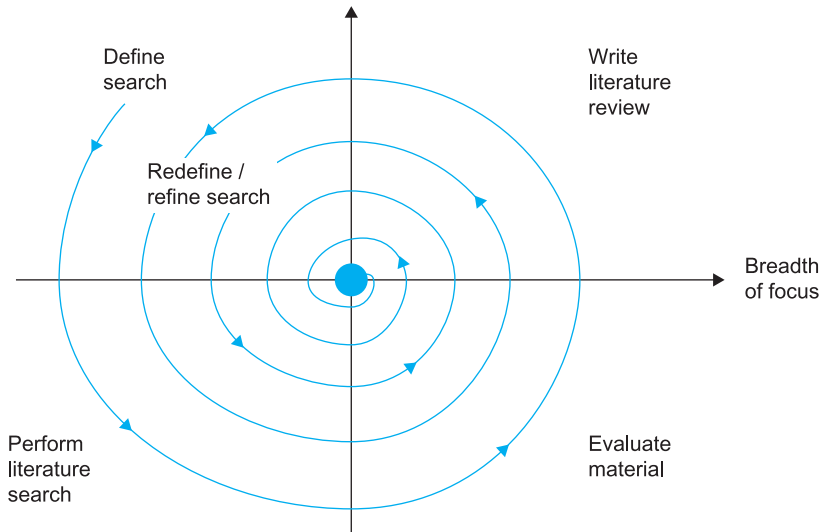 Define
search
Write
literature
review
Redefine /
refine search
Breadth
of focus
Perform
literature
search
Evaluate
material